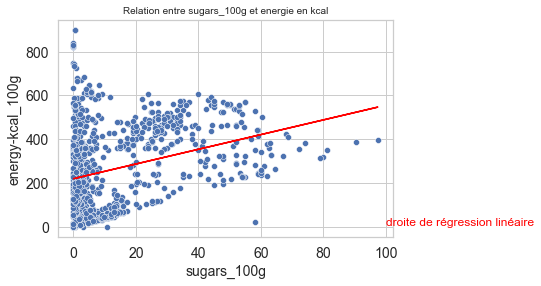 Relation entre sugars_100g et energie en kcal
energy-kcal_100g
800
600
400
200
0
droite de régression linéaire
0 20 40 60 80 100
sugars_100g